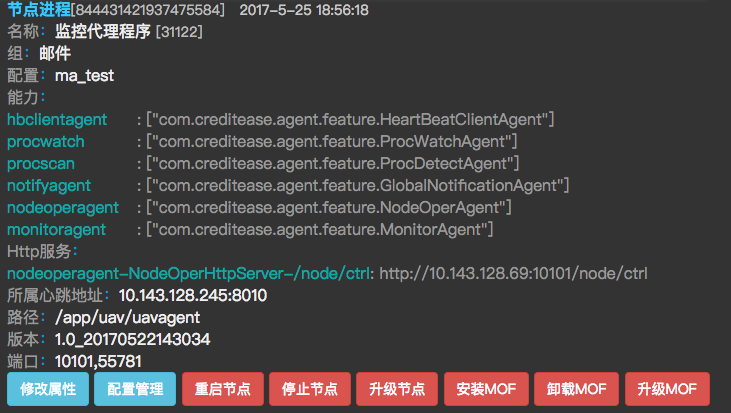 节点进程[844431421937475584] 2017-5-25 18:56:18
名称：监控代理程序 [31122]
组：邮件
配置：ma_test
能力：
hbclientagent : ["com.creditease.agent.feature.HeartBeatClientAgent"]
procwatch : ["com.creditease.agent.feature.ProcWatchAgent"]
procscan : ["com.creditease.agent.feature.ProcDetectAgent"]
notifyagent : ["com.creditease.agent.feature.GlobalNotificationAgent"]
nodeoperagent : ["com.creditease.agent.feature.NodeOperAgent"]
monitoragent : ["com.creditease.agent.feature.MonitorAgent"]
Http服务：
nodeoperagent-NodeOperHttpServer-/node/ctrl: http://10.143.128.69:10101/node/ctrl
所属心跳地址：10.143.128.245:8010
路径：/app/uav/uavagent
版本：1.0_20170522143034
端口：10101,55781
修改属性 配置管理 重启节点 停止节点 升级节点 安装MOF 卸载MOF 升级MOF